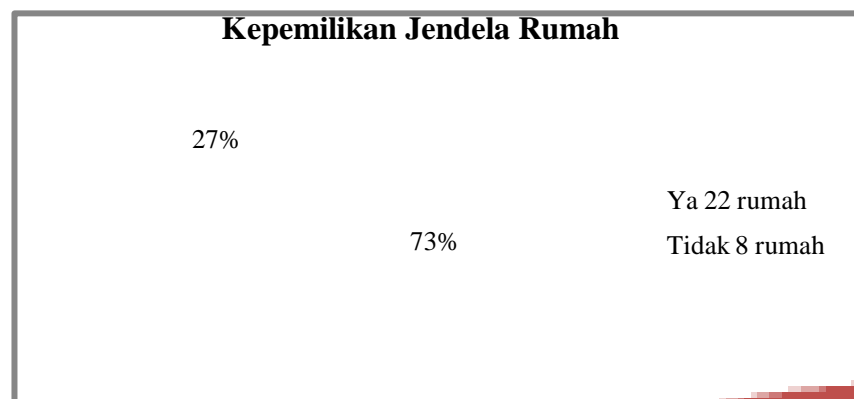 Kepemilikan Jendela Rumah
27%
73%
Ya 22 rumah
Tidak 8 rumah